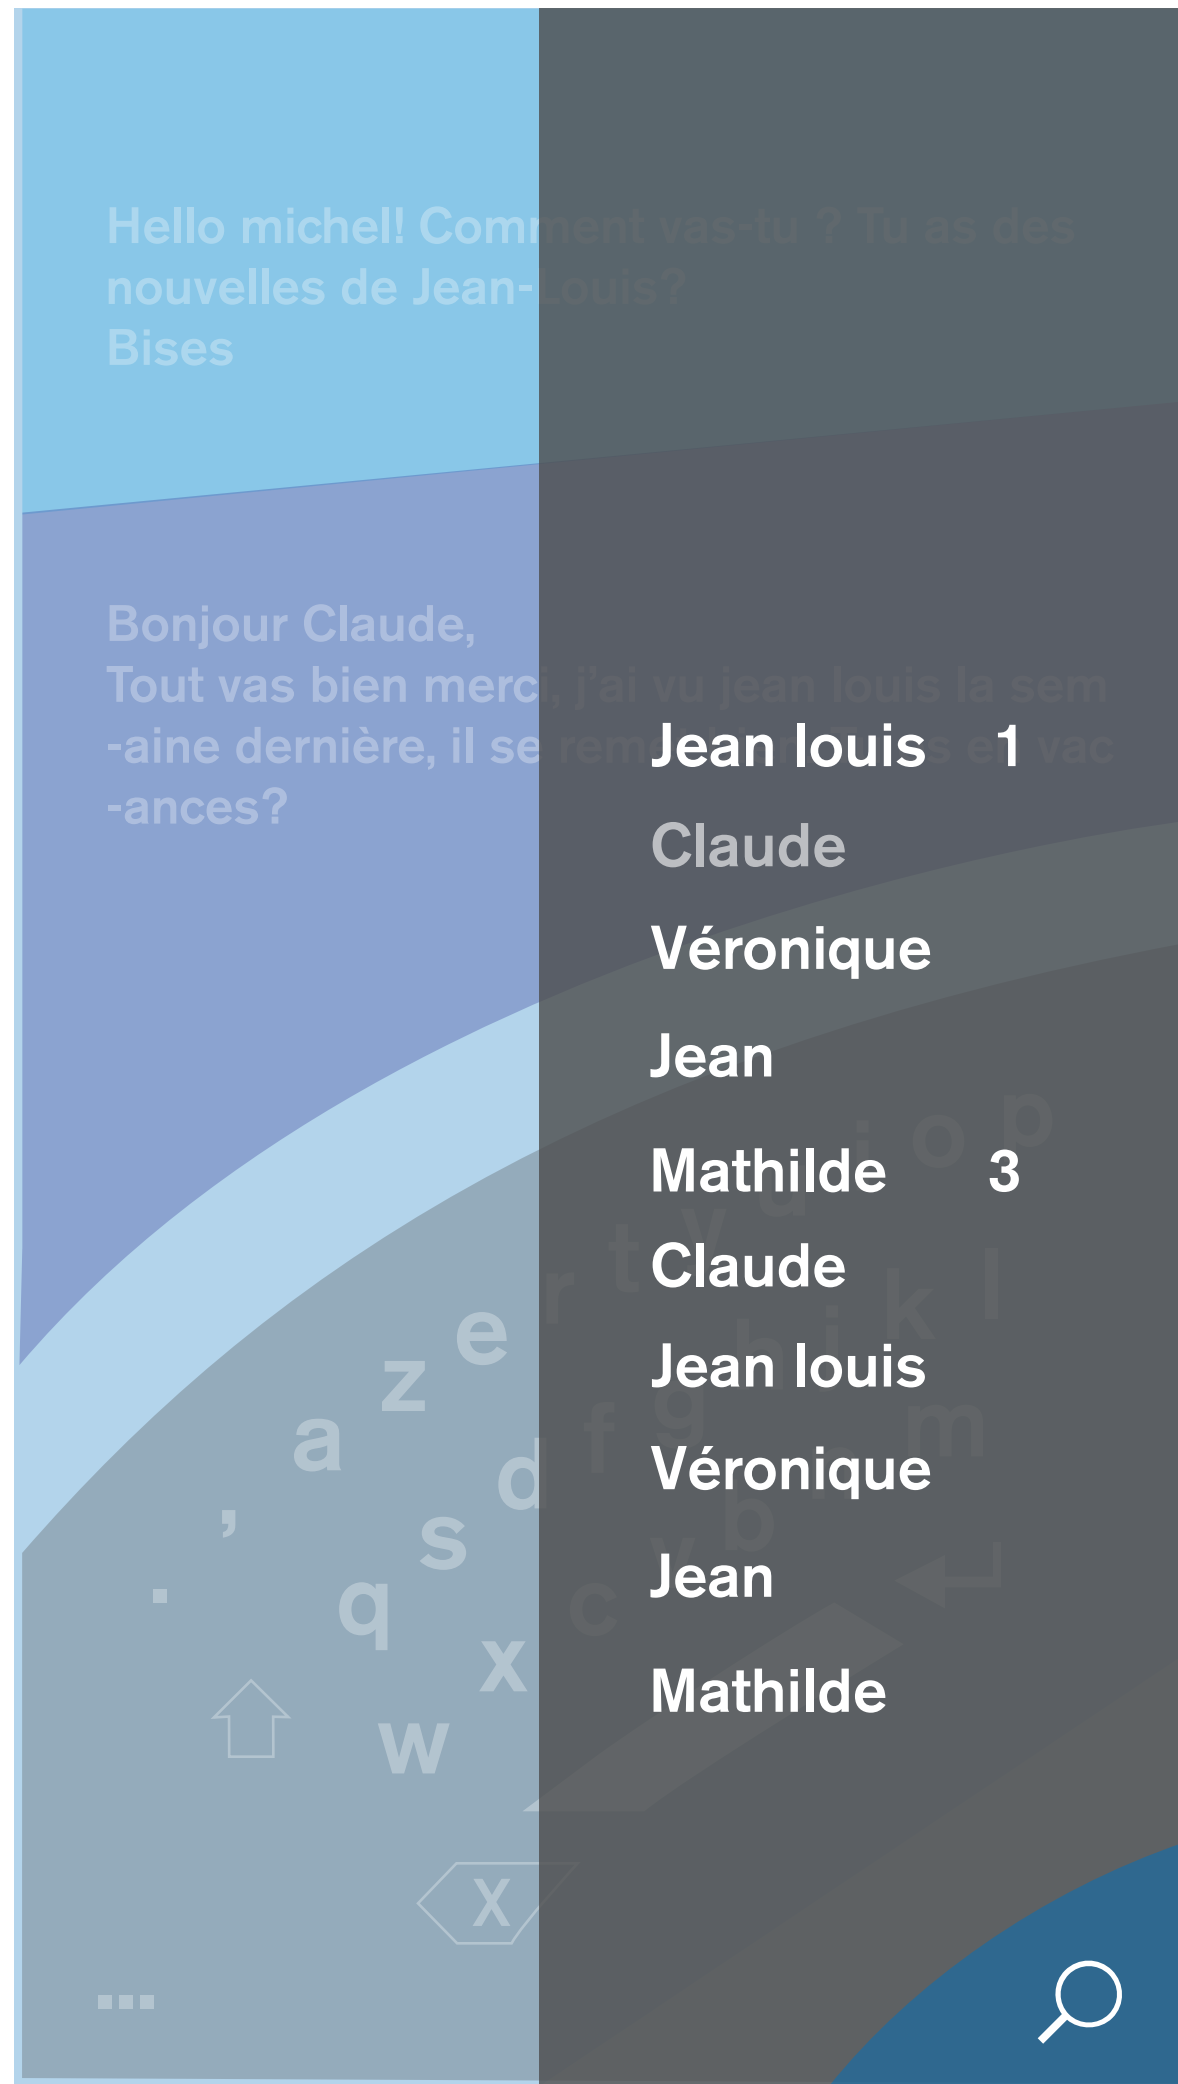 Hello michel! Comment vas-tu ? Tu as des
nouvelles de Jean-Louis?
Bises
Bonjour Claude,
Tout vas bien merci, j'ai vu jean louis la sem
-aine dernière, il se en vac
-ances?
Jean louis 1
Claude
Véronique
Jean
Mathilde 3
Claude
Jean louis
Véronique
Jean
Mathilde
a z e r t y u i o p
q s d f g h j k l m
w x c v b n
, .
X
...